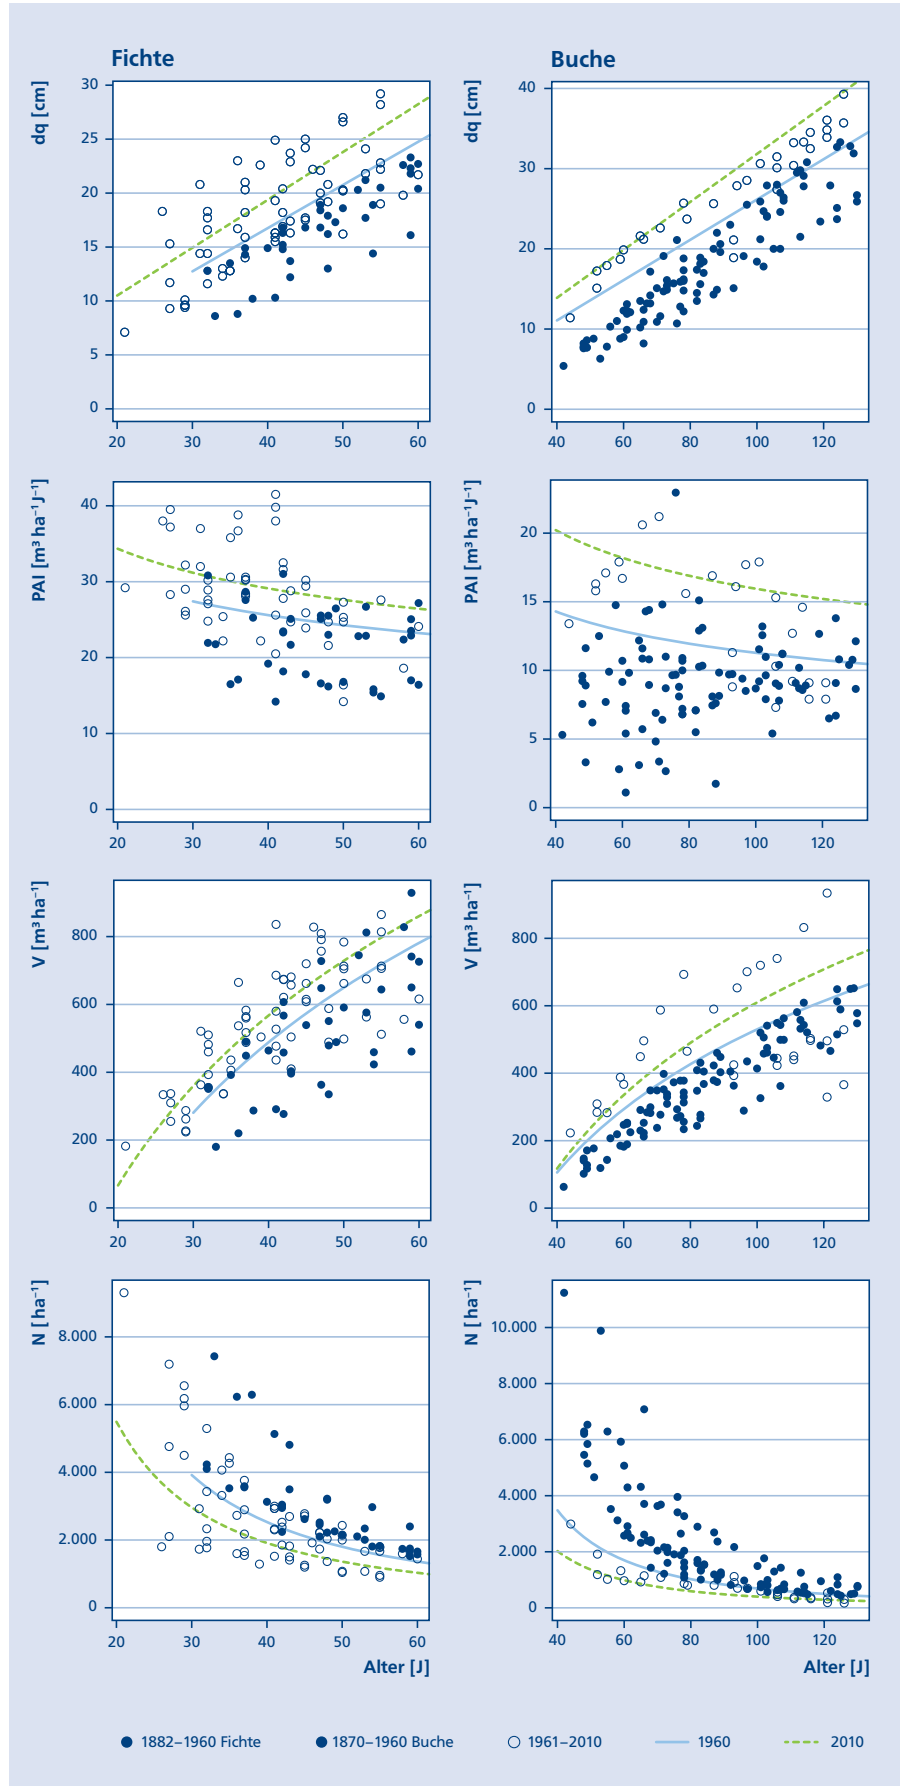 Fichte
Buche
dq [cm]
30
25
20
15
10
5
0
20 30 40 50 60
dq [cm]
40
30
20
10
0
40 60 80 100 120
PAI [m³ ha⁻¹ J⁻¹]
40
30
20
10
0
20 30 40 50 60
PAI [m³ ha⁻¹ J⁻¹]
20
15
10
5
0
40 60 80 100 120
V [m³ ha⁻¹]
800
600
400
200
0
20 30 40 50 60
V [m³ ha⁻¹]
800
600
400
200
0
40 60 80 100 120
N [ ha⁻¹]
8.000
6.000
4.000
2.000
0
20 30 40 50 60
Alter [J]
N [ ha⁻¹]
10.000
8.000
6.000
4.000
2.000
0
40 60 80 100 120
Alter [J]
1882–1960 Fichte 1870–1960 Buche 1961–2010 1960 2010